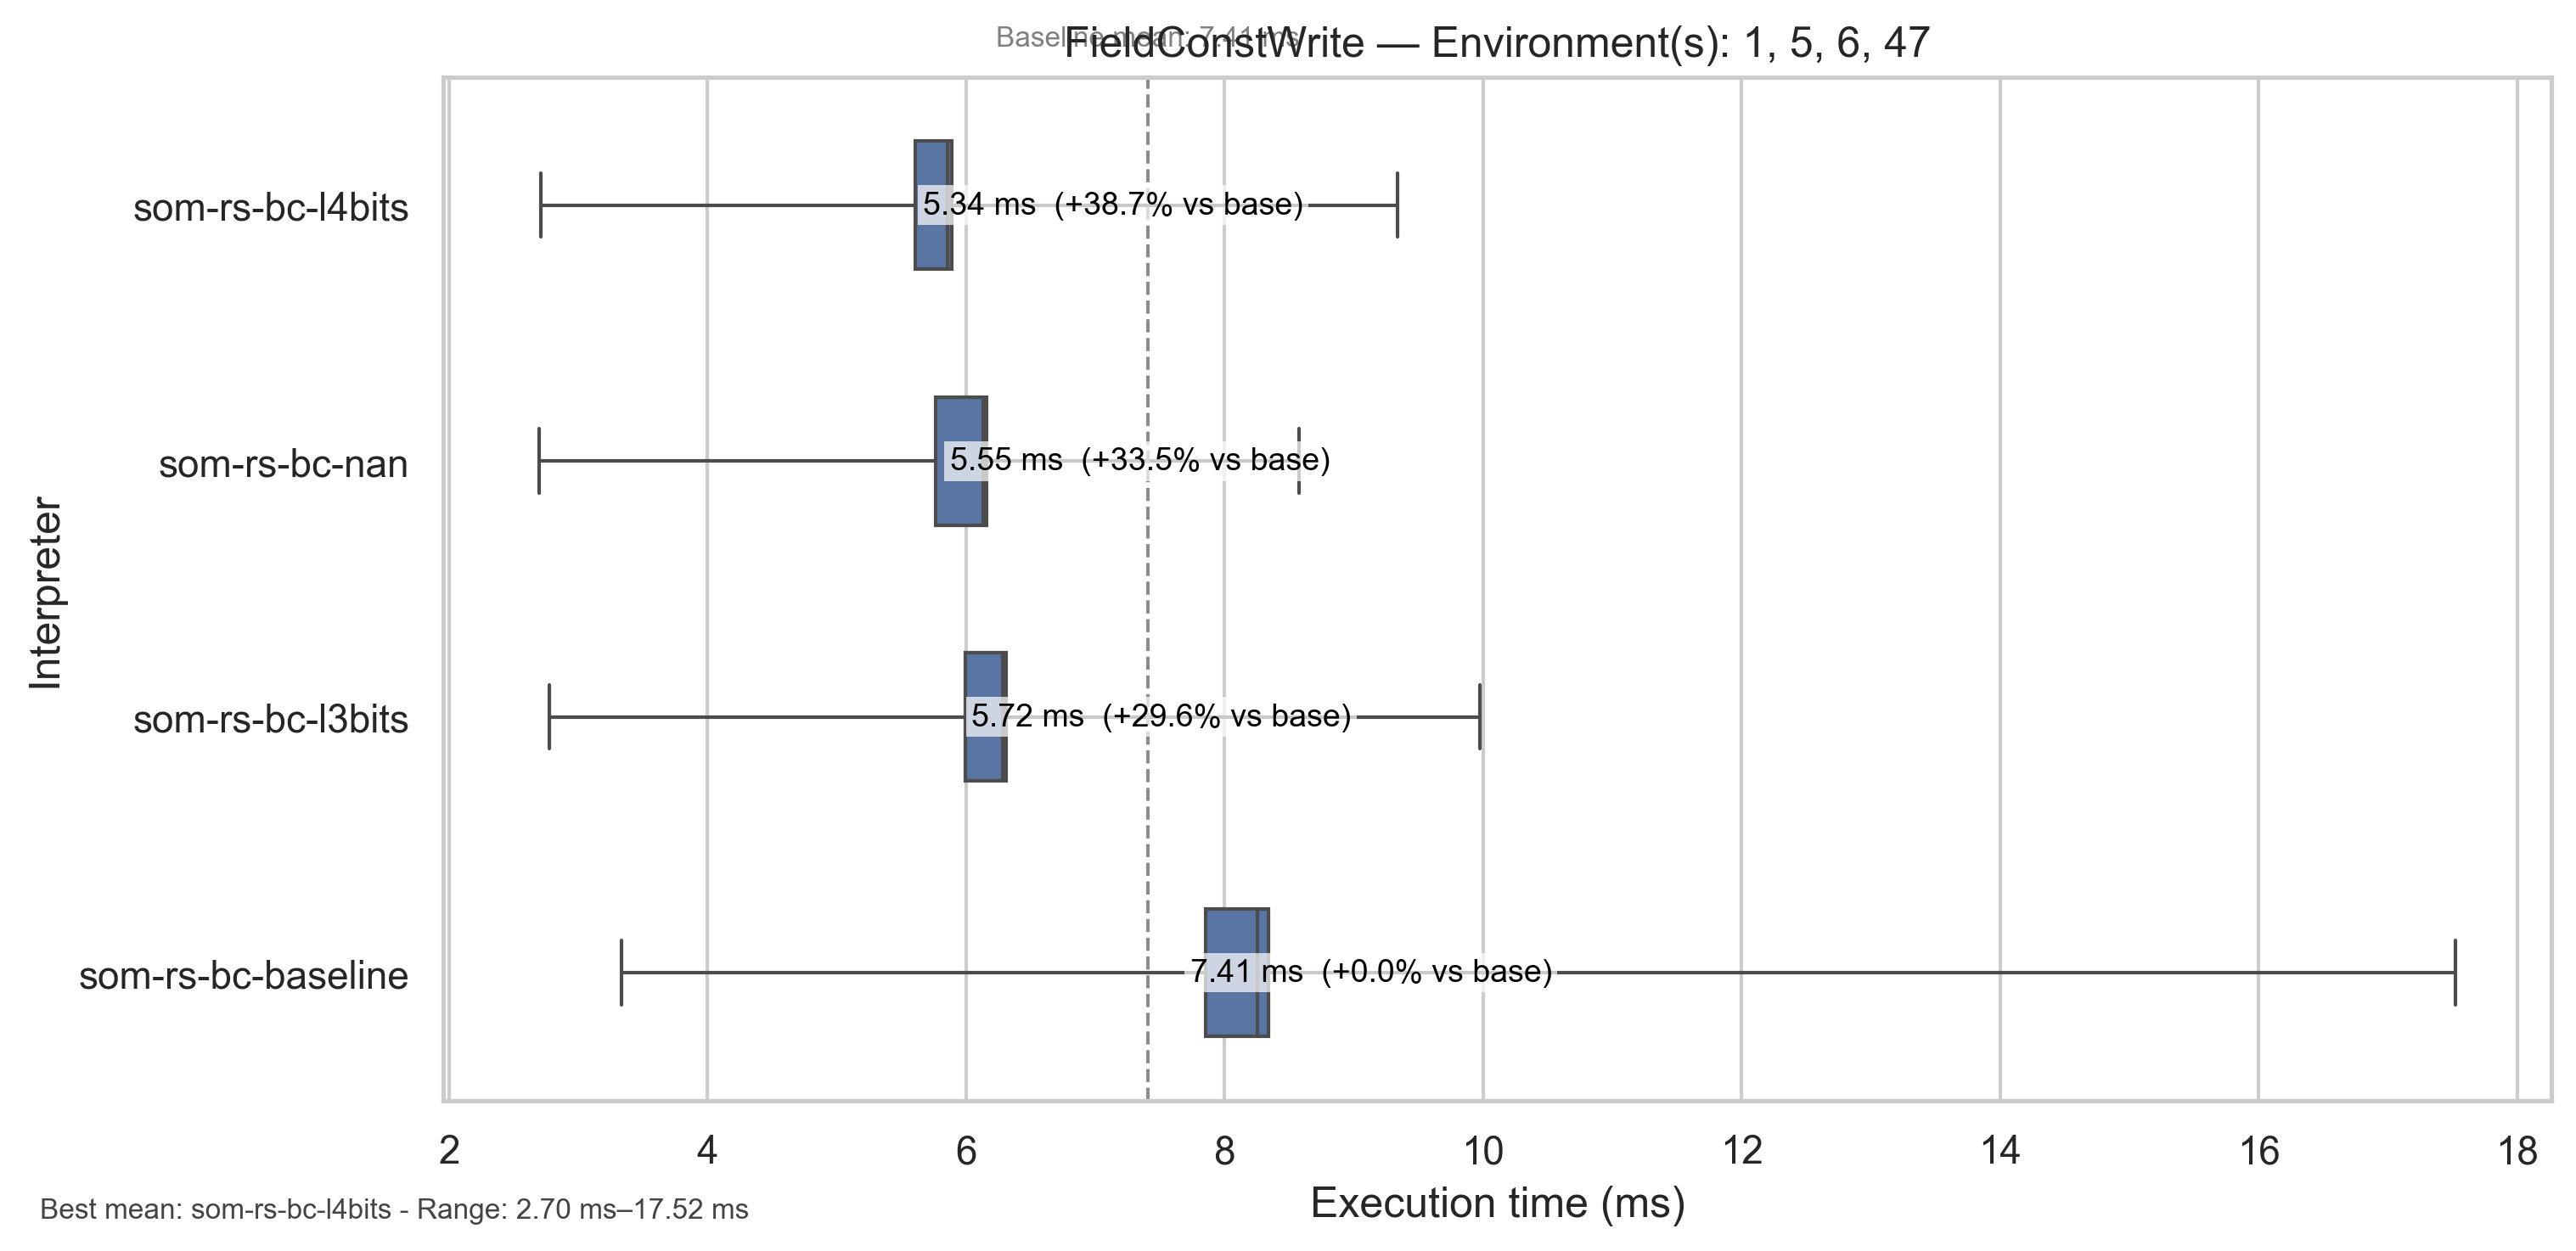 Baseline mean: 7.41 ms
FieldConstWrite — Environment(s): 1, 5, 6, 47
Interpreter
som-rs-bc-l4bits
5.34 ms (+38.7% vs base)
som-rs-bc-nan
5.55 ms (+33.5% vs base)
som-rs-bc-l3bits
5.72 ms (+29.6% vs base)
som-rs-bc-baseline
7.41 ms (+0.0% vs base)
2 4 6 8 10 12 14 16 18
Execution time (ms)
Best mean: som-rs-bc-l4bits - Range: 2.70 ms–17.52 ms